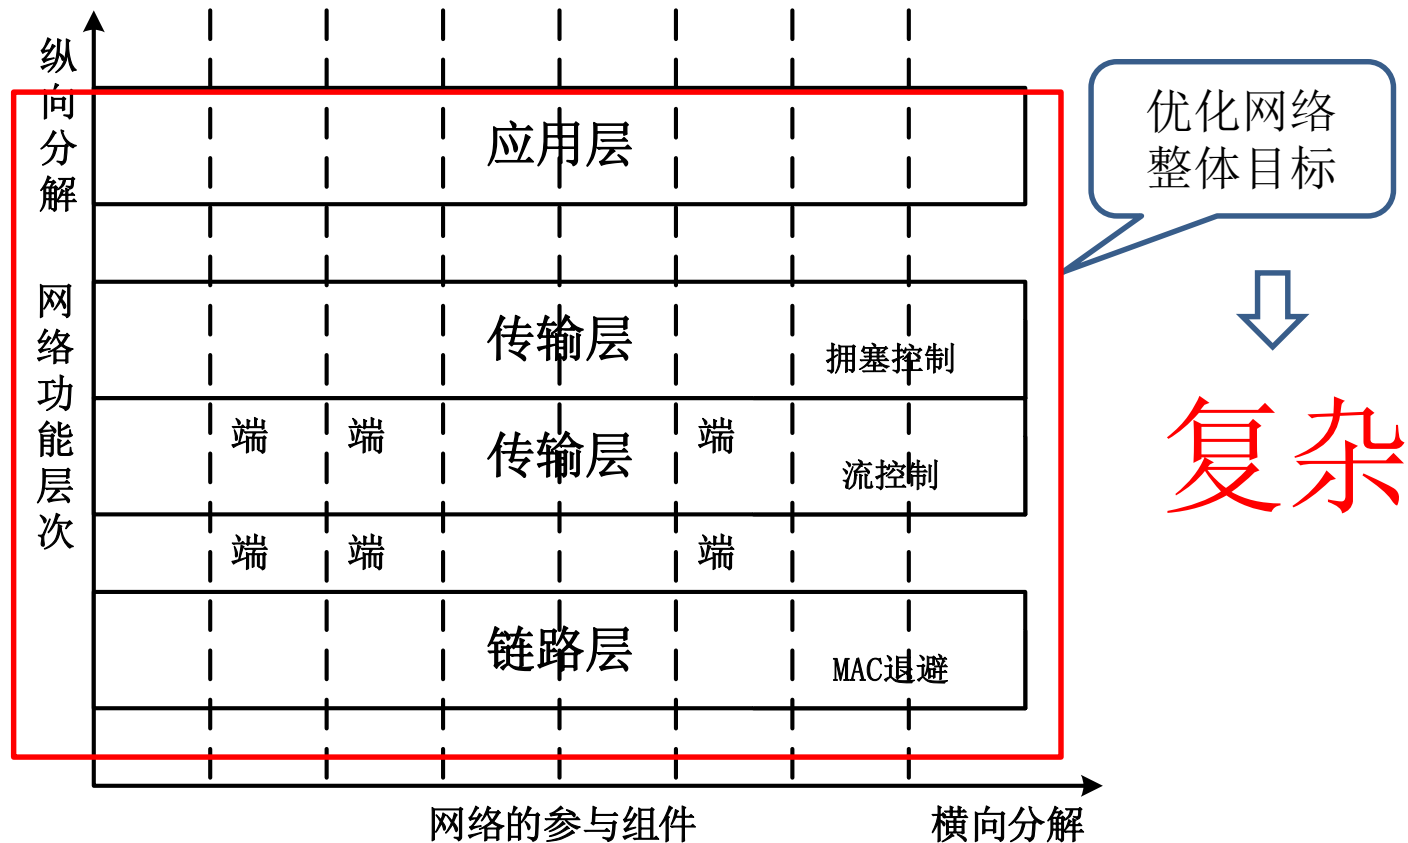 纵向分解
网络功能层次
应用层
传输层
拥塞控制
端 端 端
传输层
流控制
端 端 端
链路层
MAC退避
网络的参与组件
横向分解
优化网络
整体目标
复杂